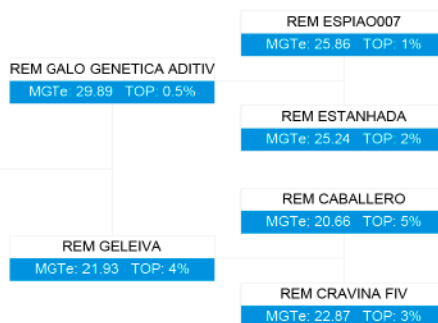 REM ESPIAO007
MGTe: 25.86 TOP: 1%
REM GALO GENETICA ADITIV
MGTe: 29.89 TOP: 0.5%
REM ESTANHADA
MGTe: 25.24 TOP: 2%
REM CABALLERO
MGTe: 20.66 TOP: 5%
REM GELEIVA
MGTe: 21.93 TOP: 4%
REM CRAVINA FIV
MGTe: 22.87 TOP: 3%